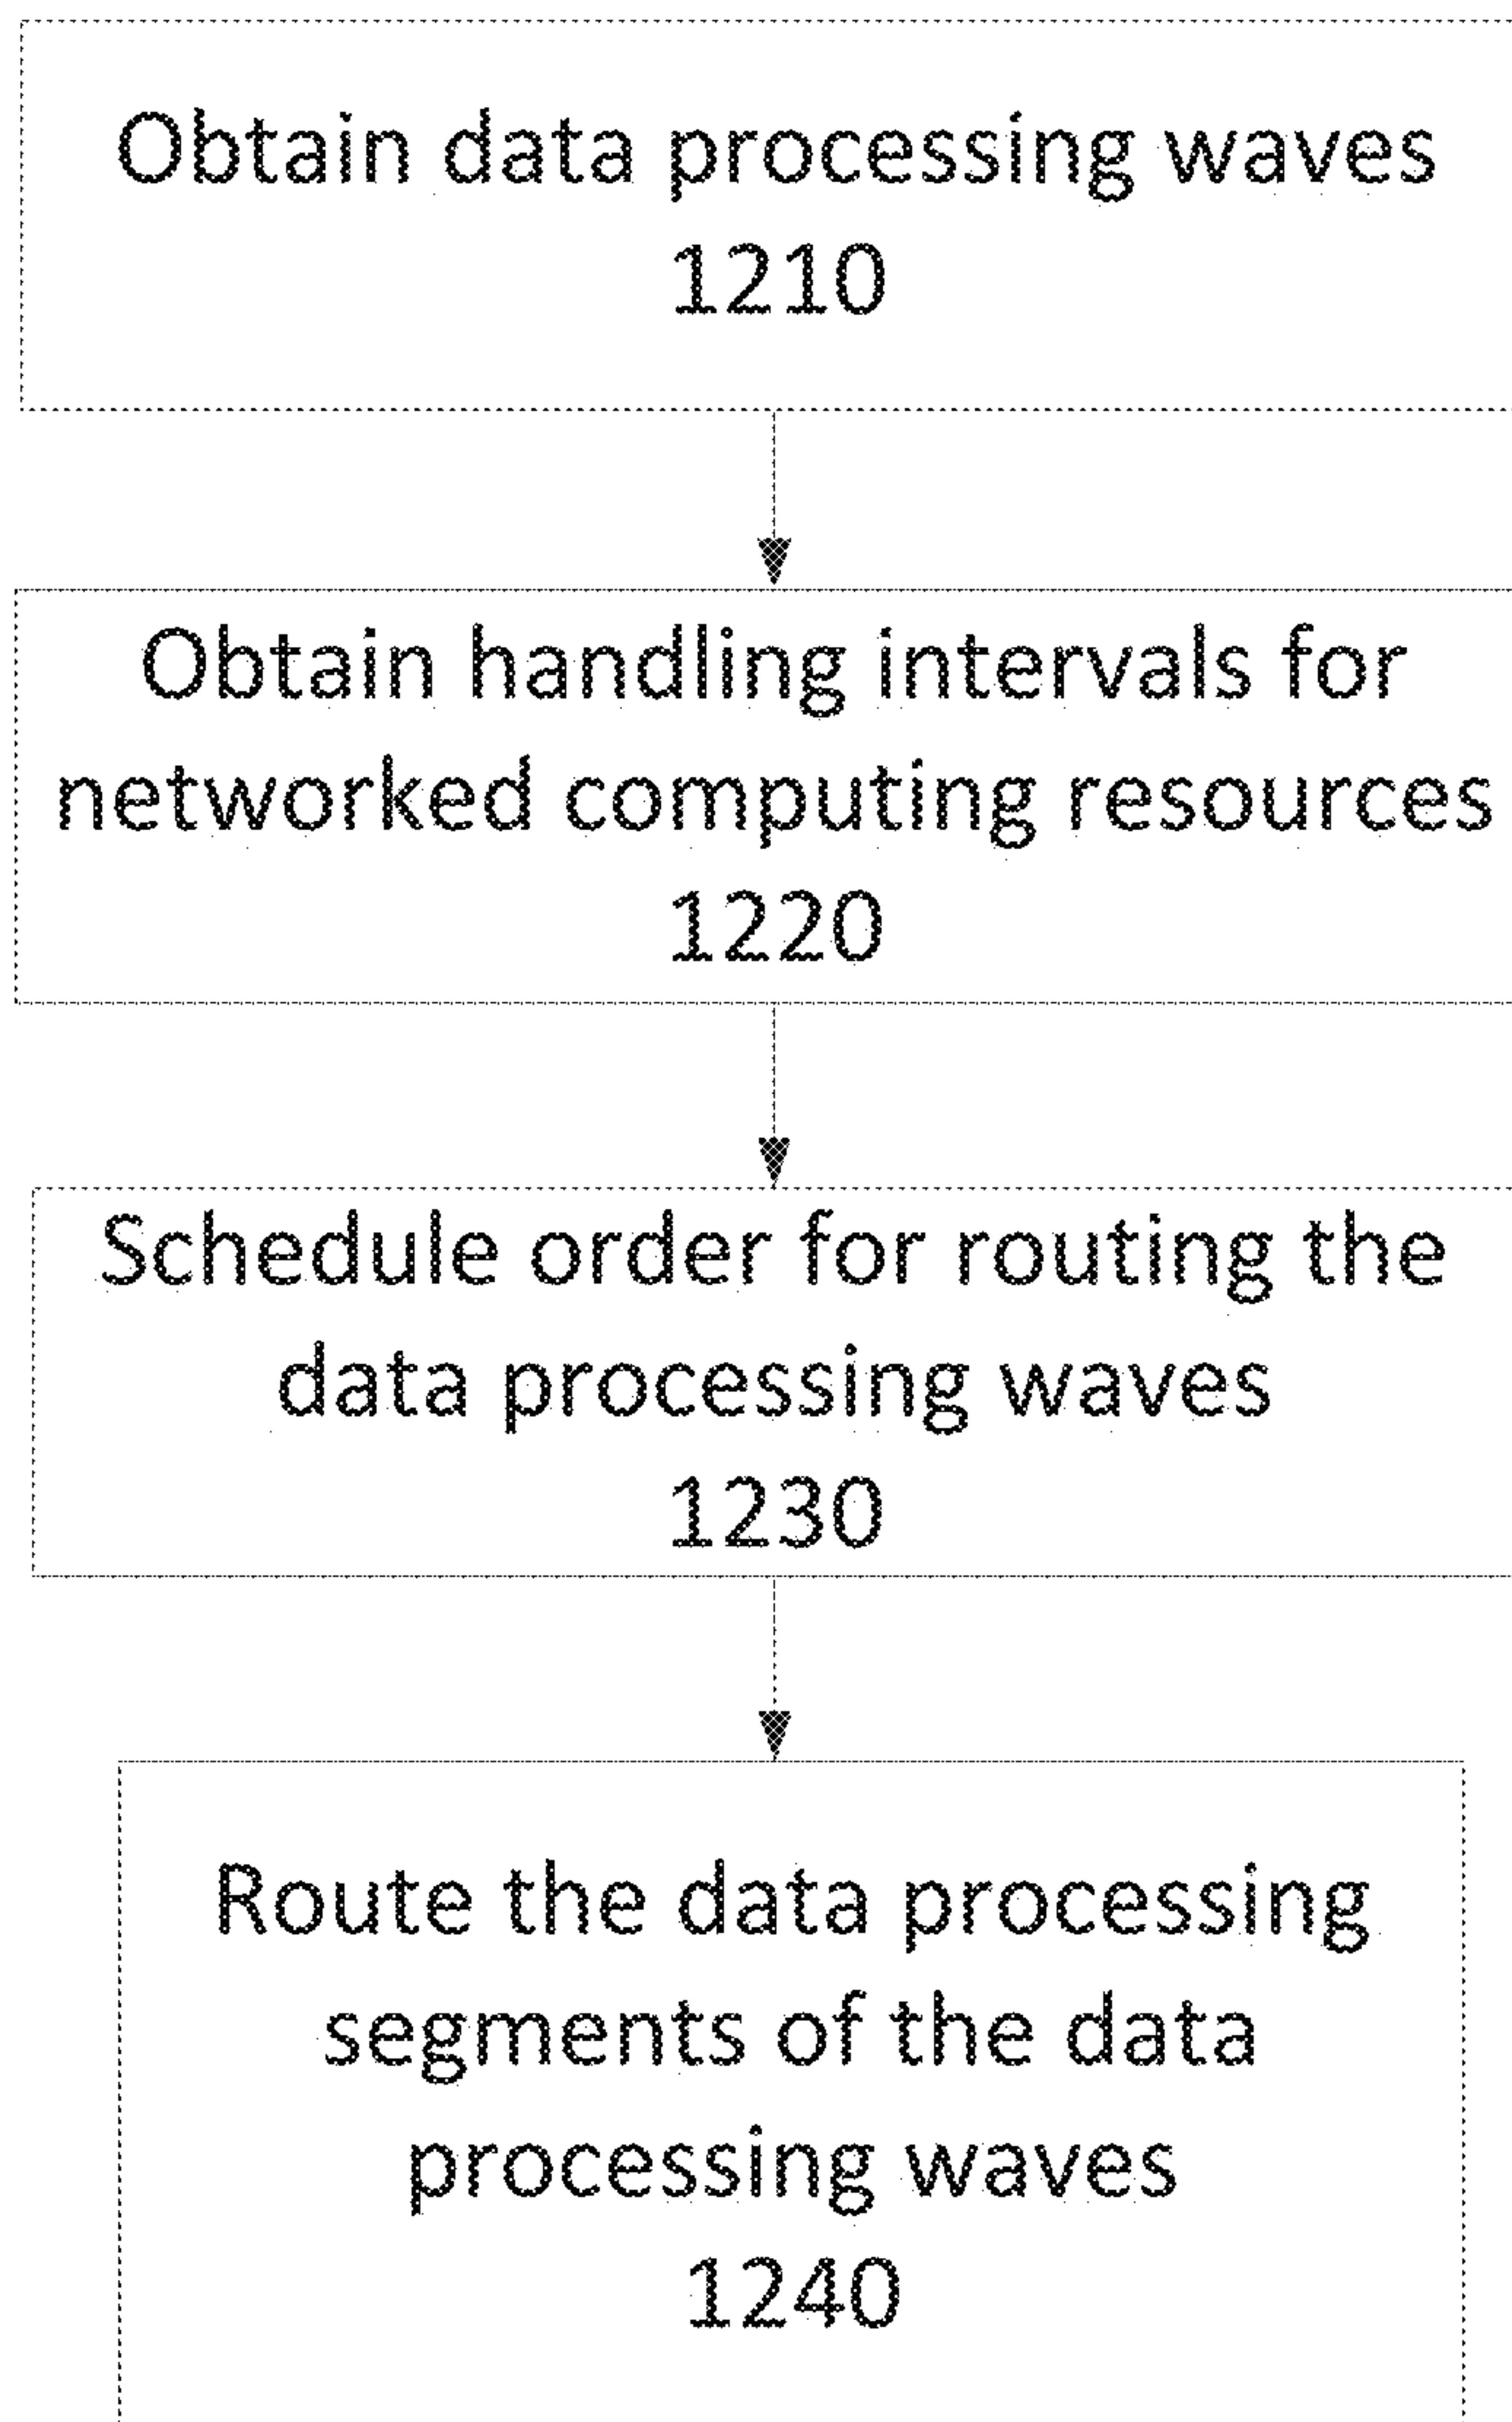 Obtain data processing waves
1210
Obtain handling intervals for
networked computing resources
1220
Schedule order for routing the
data processing waves
1230
Route the data processing
segments of the data
processing waves
1240